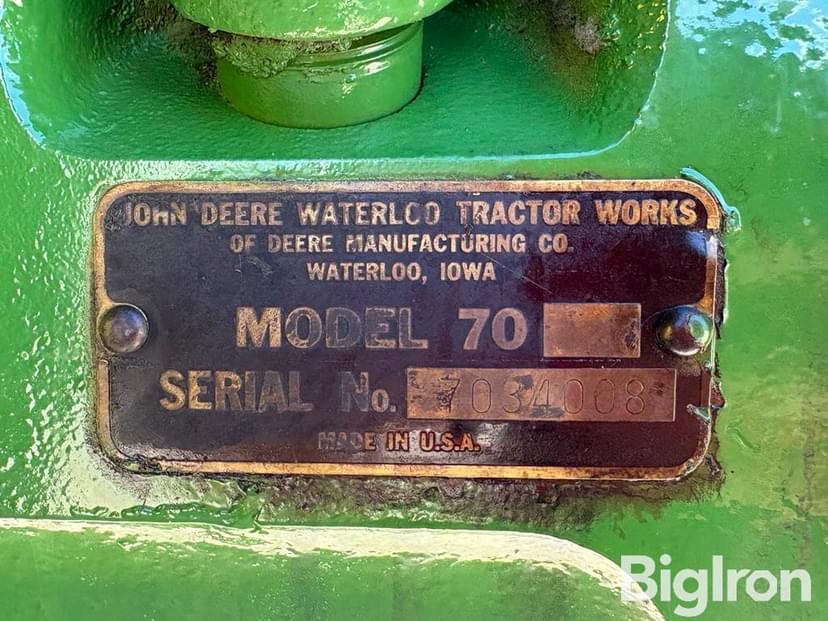 JOHN DEERE WATERLOO TRACTOR WORKS
OF DEERE MANUFACTURING CO.
WATERLOO, IOWA
MODEL 70
SERIAL No. 7034008
MADE IN U.S.A.
BigIron